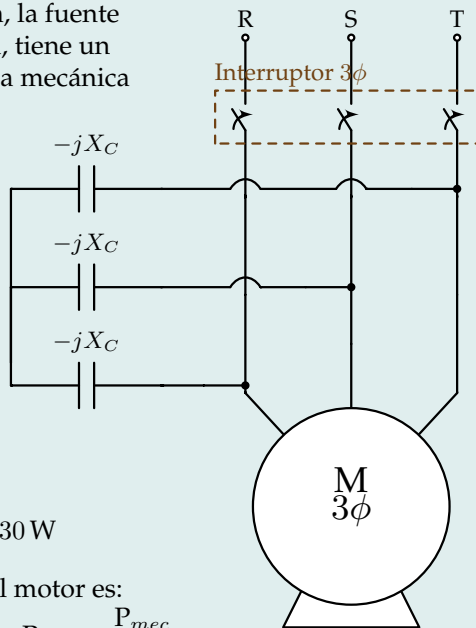 , la fuente
, tiene un
a mecánica
R S T
Interruptor 3ϕ
−jX_C
−jX_C
−jX_C
M
3ϕ
30 W
l motor es:
P_mec